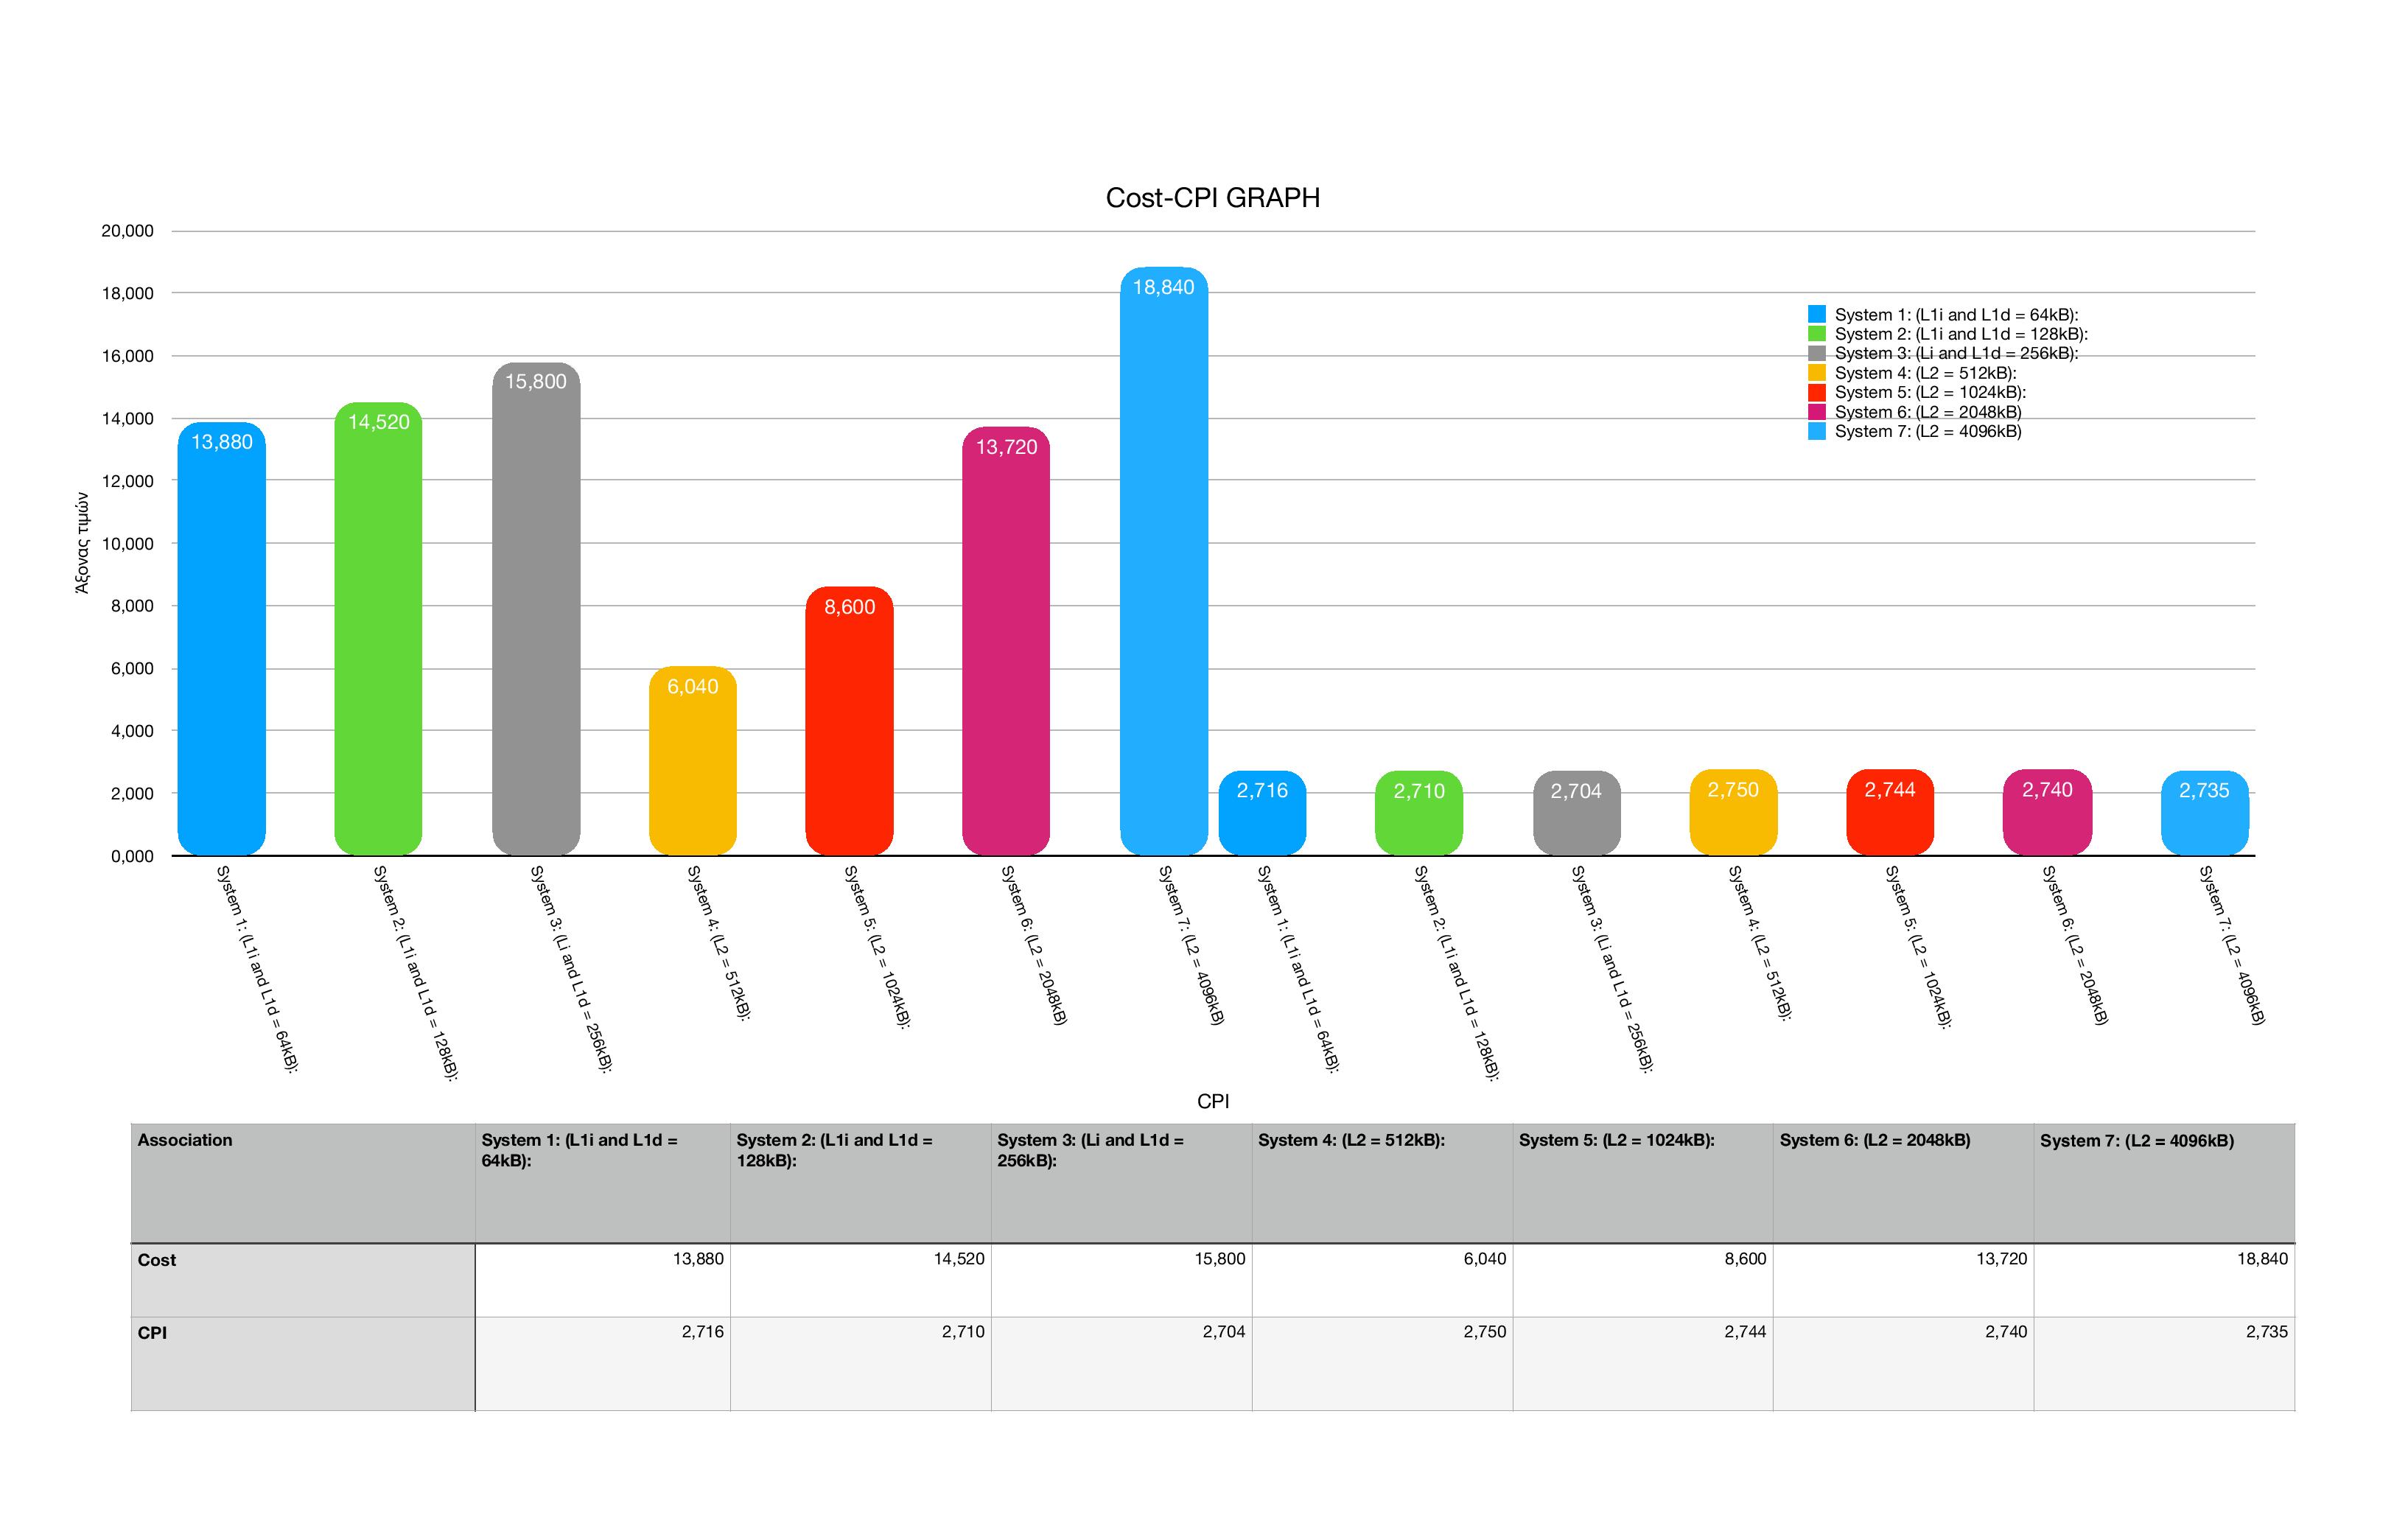 Cost-CPI GRAPH
20,000
18,000
16,000
14,000
12,000
10,000
8,000
6,000
4,000
2,000
0,000
Άξονας τιμών
13,880
14,520
15,800
6,040
8,600
13,720
18,840
2,716
2,710
2,704
2,750
2,744
2,740
2,735
System 1: (L1i and L1d = 64kB):
System 2: (L1i and L1d = 128kB):
System 3: (Li and L1d = 256kB):
System 4: (L2 = 512kB):
System 5: (L2 = 1024kB):
System 6: (L2 = 2048kB)
System 7: (L2 = 4096kB)
System 1: (L1i and L1d = 64kB):
System 2: (L1i and L1d = 128kB):
System 3: (Li and L1d = 256kB):
System 4: (L2 = 512kB):
System 5: (L2 = 1024kB):
System 6: (L2 = 2048kB)
System 7: (L2 = 4096kB)
System 1: (L1i and L1d = 64kB):
System 2: (L1i and L1d = 128kB):
System 3: (Li and L1d = 256kB):
System 4: (L2 = 512kB):
System 5: (L2 = 1024kB):
System 6: (L2 = 2048kB)
System 7: (L2 = 4096kB)
CPI
Association
System 1: (L1i and L1d =
64kB):
System 2: (L1i and L1d =
128kB):
System 3: (Li and L1d =
256kB):
System 4: (L2 = 512kB):
System 5: (L2 = 1024kB):
System 6: (L2 = 2048kB)
System 7: (L2 = 4096kB)
Cost 13,880 14,520 15,800 6,040 8,600 13,720 18,840
CPI 2,716 2,710 2,704 2,750 2,744 2,740 2,735